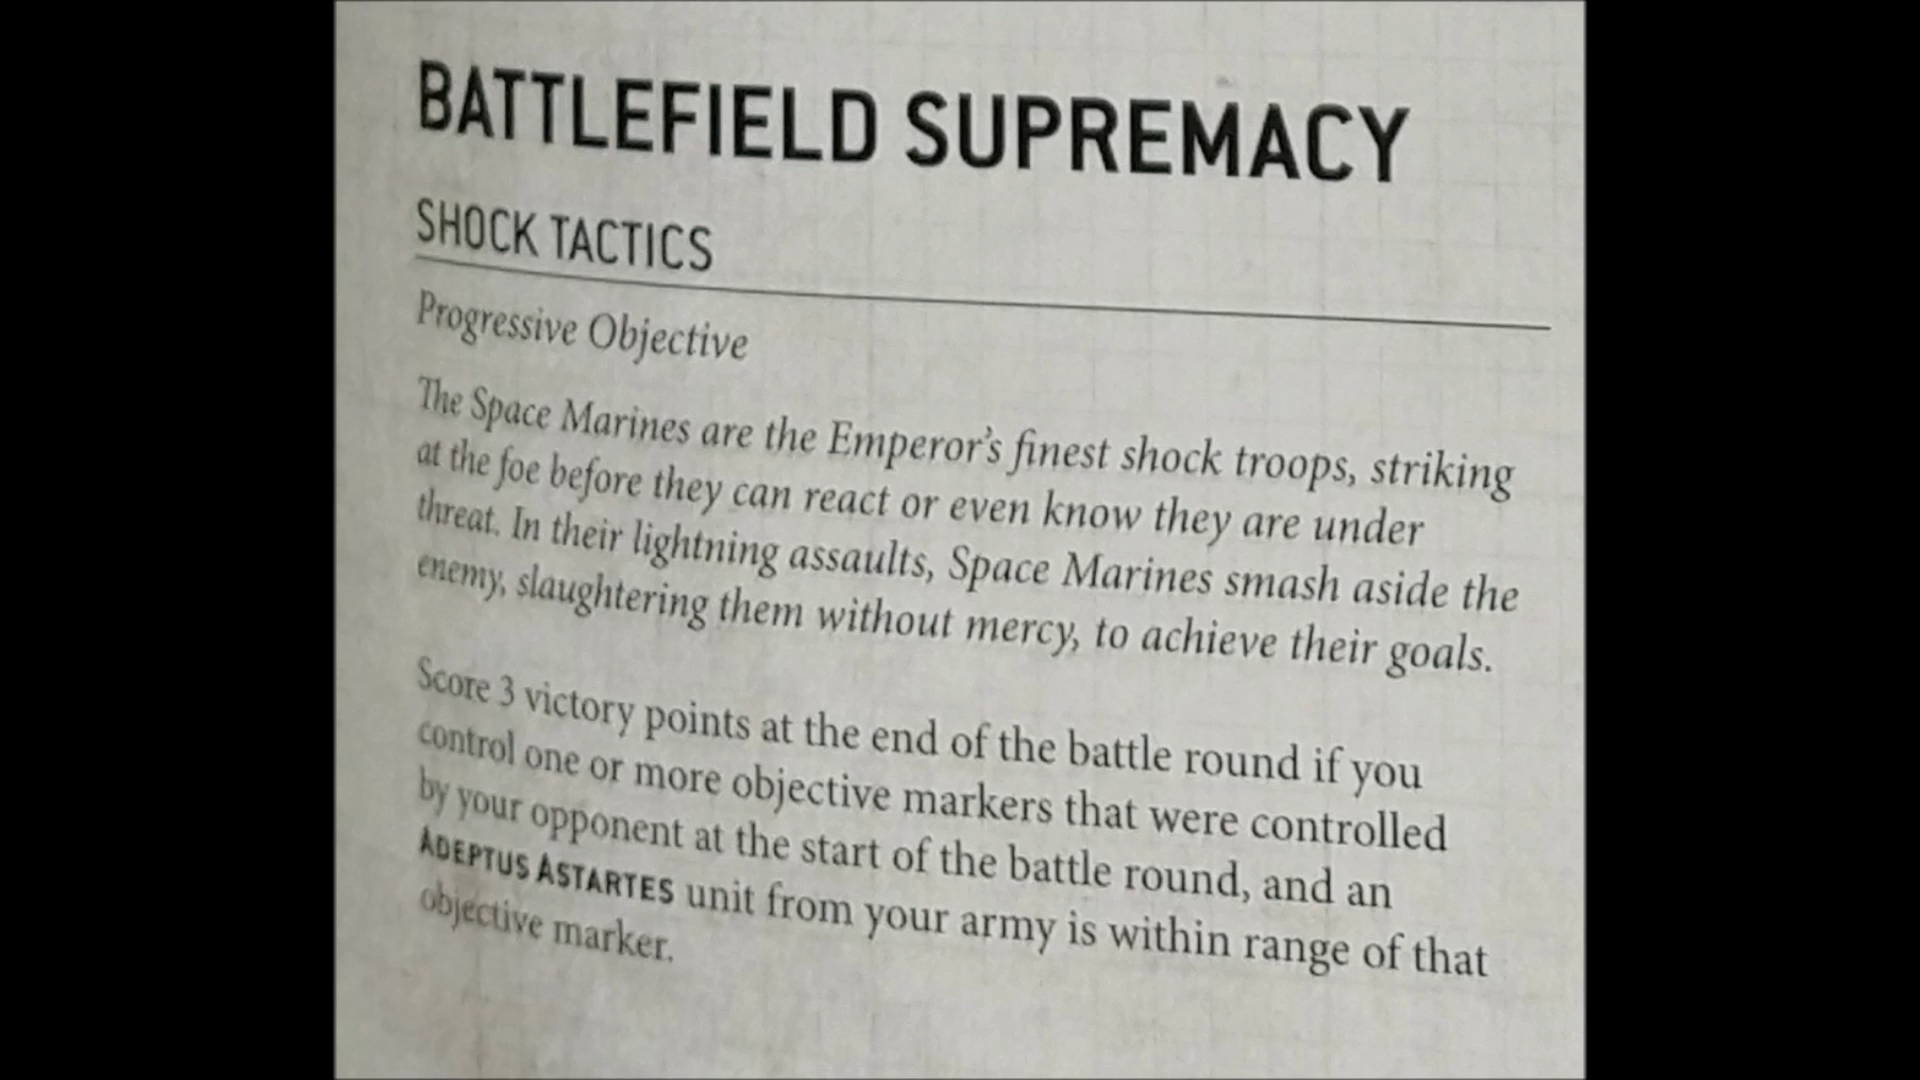 BATTLEFIELD SUPREMACY
SHOCK TACTICS
Progressive Objective
The Space Marines are the Emperor's finest shock troops, striking
at the foe before they can react or even know they are under
threat. In their lightning assaults, Space Marines smash aside the
enemy, slaughtering them without mercy, to achieve their goals.
Score 3 victory points at the end of the battle round if you
control one or more objective markers that were controlled
by your opponent at the start of the battle round, and an
ADEPTUS ASTARTES unit from your army is within range of that
objective marker.